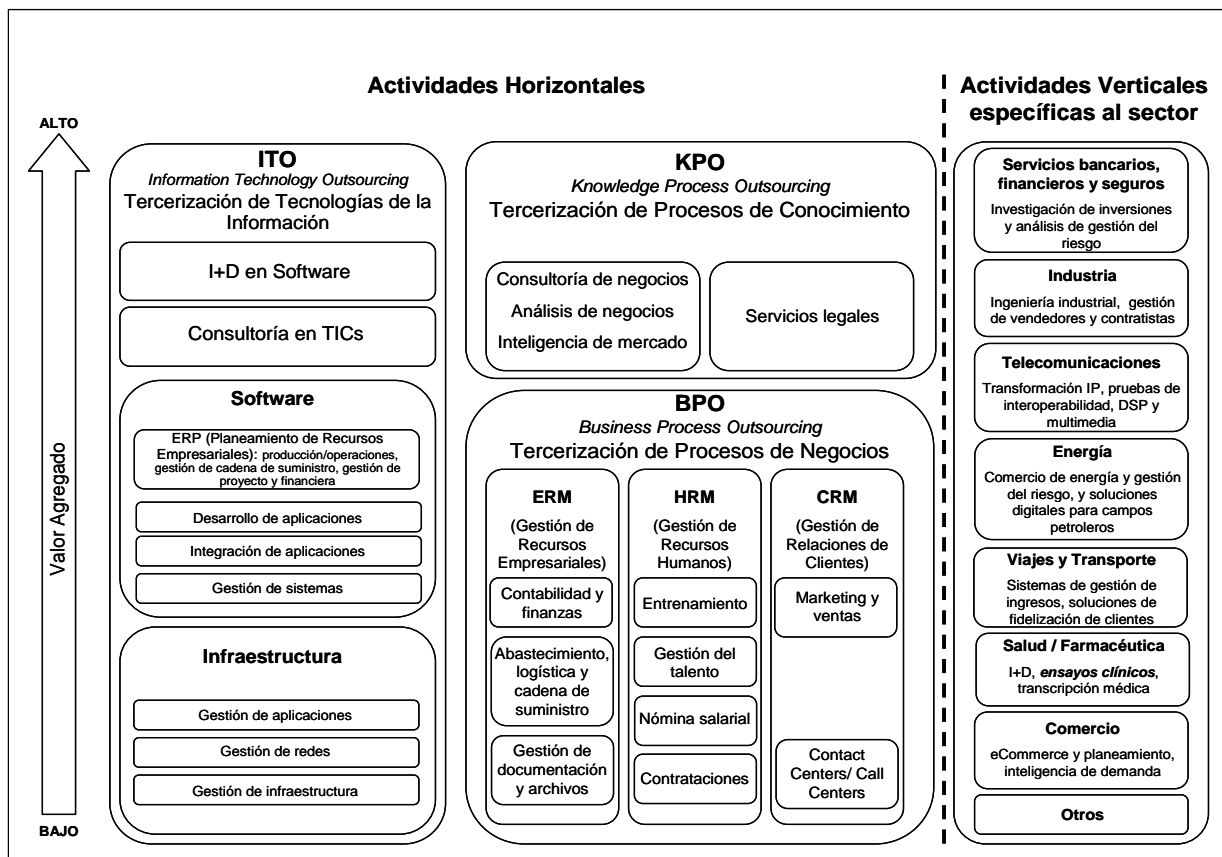 Actividades Horizontales
Actividades Verticales
específicas al sector
ALTO
Valor Agregado
BAJO
ITO
Information Technology Outsourcing
Tercerización de Tecnologías de la
Información
I+D en Software
Consultoría en TICs
Software
ERP (Planeamiento de Recursos
Empresariales): producción/operaciones,
gestión de cadena de suministro, gestión de
proyecto y financiera
Desarrollo de aplicaciones
Integración de aplicaciones
Gestión de sistemas
Infraestructura
Gestión de aplicaciones
Gestión de redes
Gestión de infraestructura
KPO
Knowledge Process Outsourcing
Tercerización de Procesos de Conocimiento
Consultoría de negocios
Análisis de negocios
Inteligencia de mercado
Servicios legales
BPO
Business Process Outsourcing
Tercerización de Procesos de Negocios
ERM
(Gestión de
Recursos
Empresariales)
Contabilidad y
finanzas
Abastecimiento,
logística y
cadena de
suministro
Gestión de
documentación
y archivos
HRM
(Gestión de
Recursos
Humanos)
Entrenamiento
Gestión del
talento
Nómina salarial
Contrataciones
CRM
(Gestión de
Relaciones de
Clientes)
Marketing y
ventas
Contact
Centers/ Call
Centers
Servicios bancarios,
financieros y seguros
Investigación de inversiones
y análisis de gestión del
riesgo
Industria
Ingeniería industrial, gestión
de vendedores y contratistas
Telecomunicaciones
Transformación IP, pruebas de
interoperabilidad, DSP y
multimedia
Energía
Comercio de energía y gestión
del riesgo, y soluciones
digitales para campos
petroleros
Viajes y Transporte
Sistemas de gestión de
ingresos, soluciones de
fidelización de clientes
Salud / Farmacéutica
I+D, ensayos clínicos,
transcripción médica
Comercio
eCommerce y planeamiento,
inteligencia de demanda
Otros